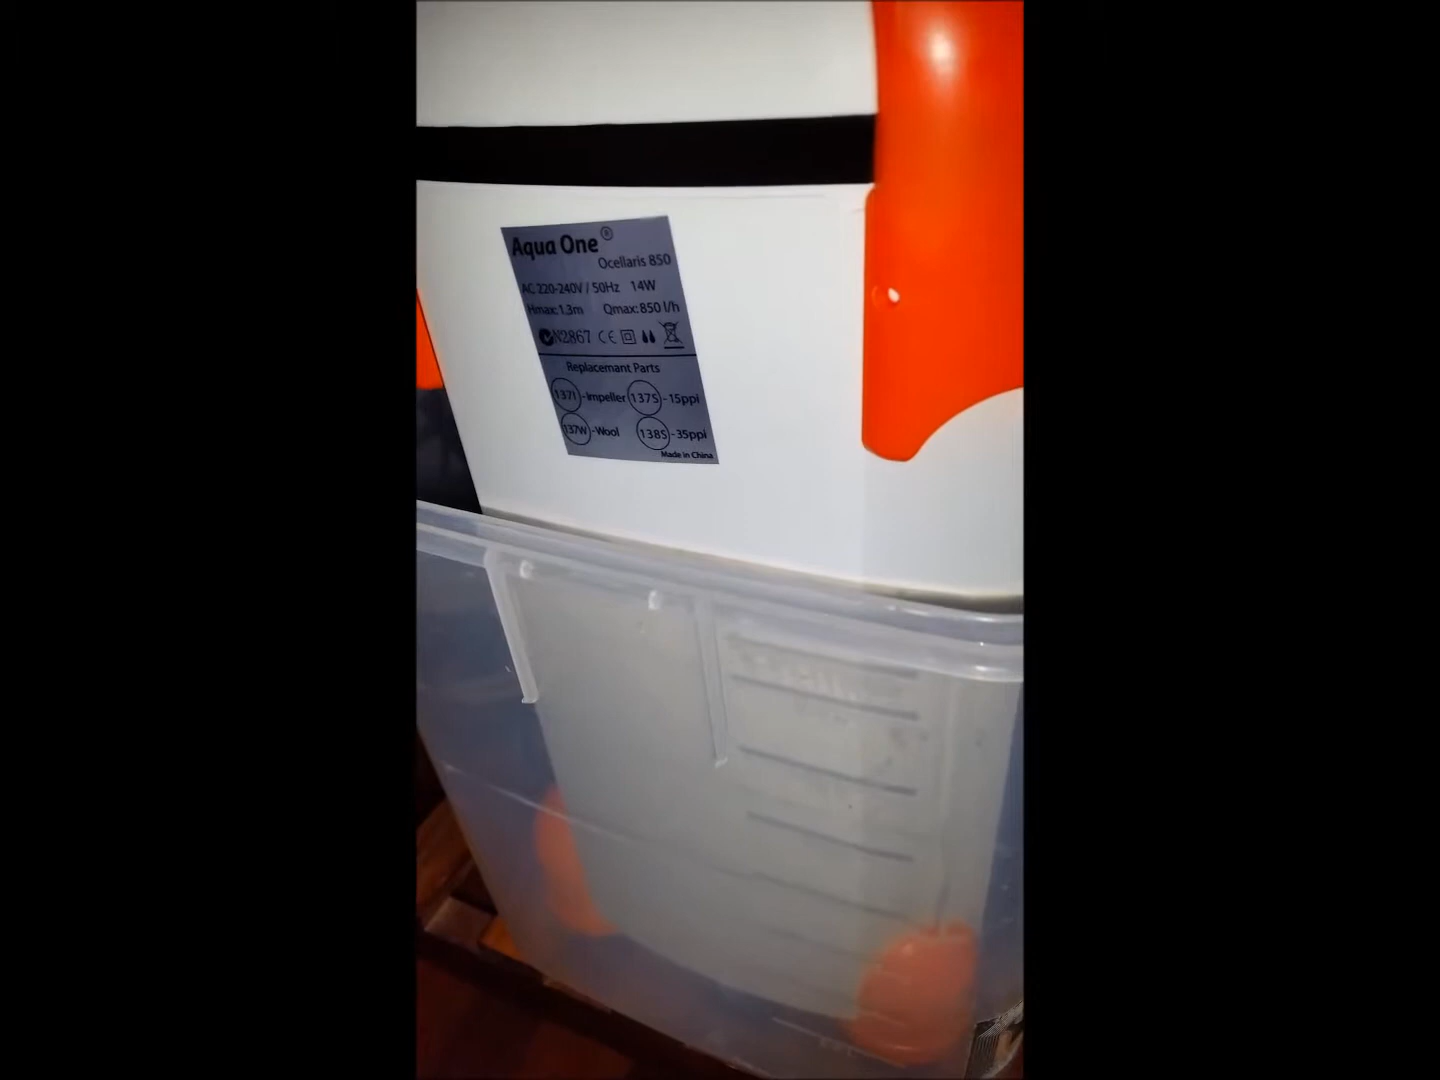 Aqua One®
Ocellaris 850
AC 220-240V / 50Hz 14W
Hmax:1.3m Qmax:850 l/h
N2867 CE
Replacemant Parts
137I -Impeller 137S -15ppi
137W -Wool 138S -35ppi
Made in China